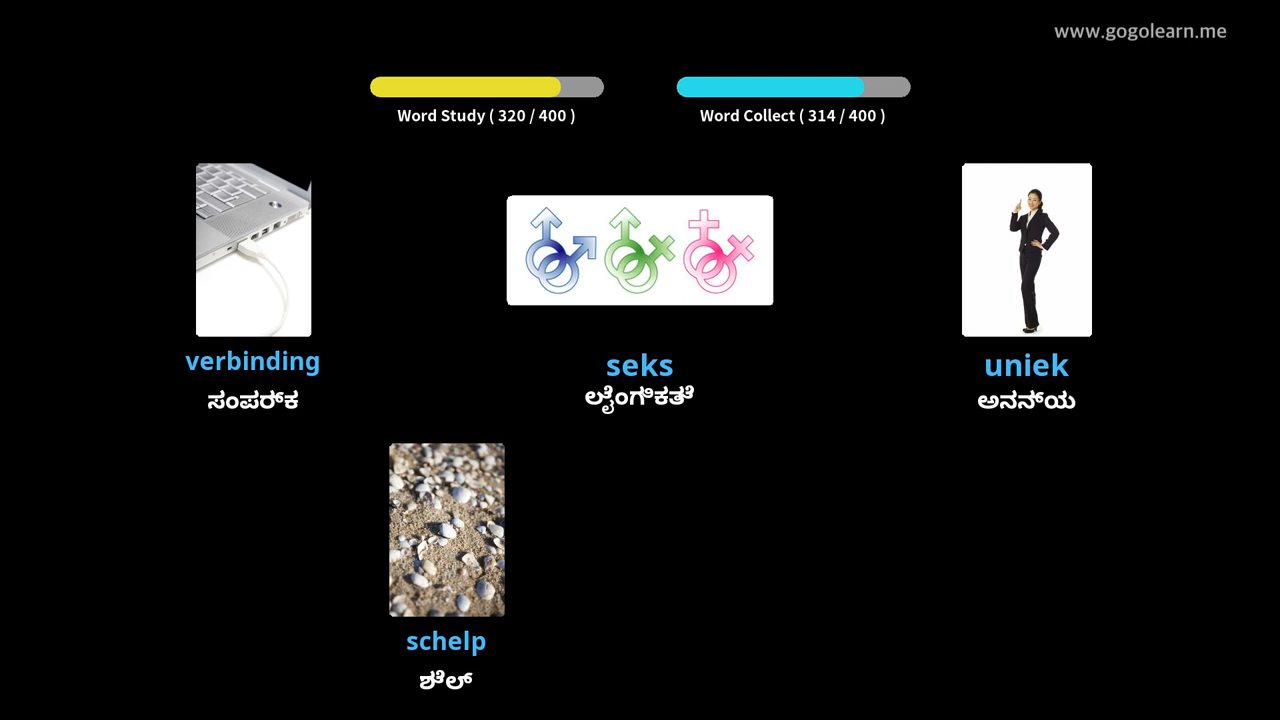 www.gogolearn.me
Word Study ( 320 / 400 )
Word Collect ( 314 / 400 )
verbinding
ಸಂಪರ್ಕ
seks
ಲೈಂಗಿಕತೆ
uniek
ಅನನ್ಯ
schelp
ಶೆಲ್